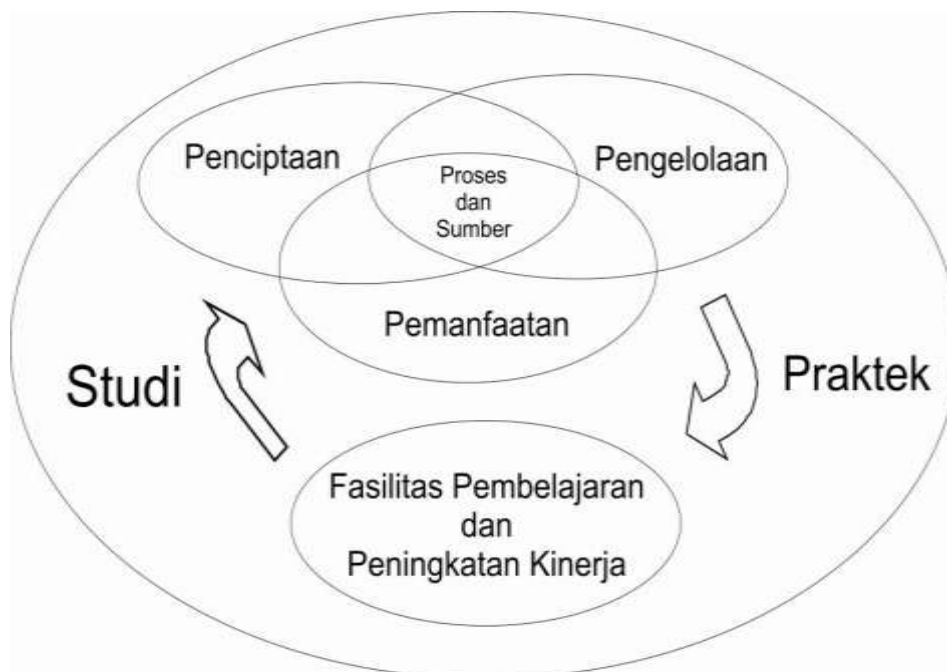 Penciptaan
Pengelolaan
Proses
dan
Sumber
Pemanfaatan
Studi
Praktek
Fasilitas Pembelajaran
dan
Peningkatan Kinerja